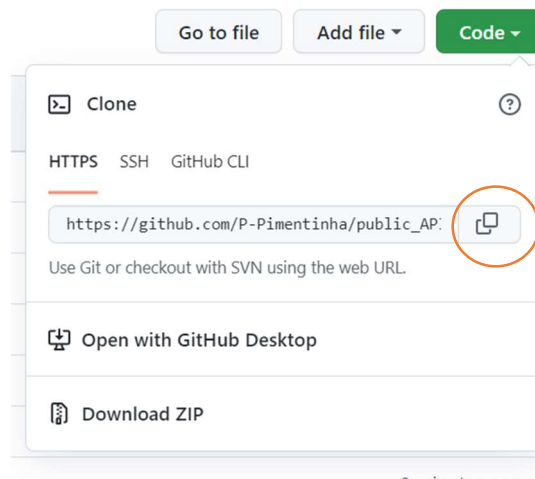 Go to file Add file Code
Clone
HTTPS SSH GitHub CLI
https://github.com/P-Pimentinha/public_AP
Use Git or checkout with SVN using the web URL.
Open with GitHub Desktop
Download ZIP